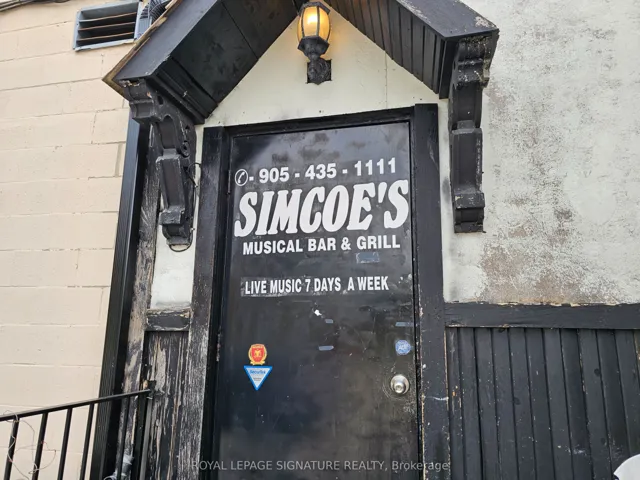 ✆- 905 - 435 - 1111
SIMCOE'S
MUSICAL BAR & GRILL
LIVE MUSIC 7 DAYS A WEEK
ROYAL LEPAGE SIGNATURE REALTY, Brokerage